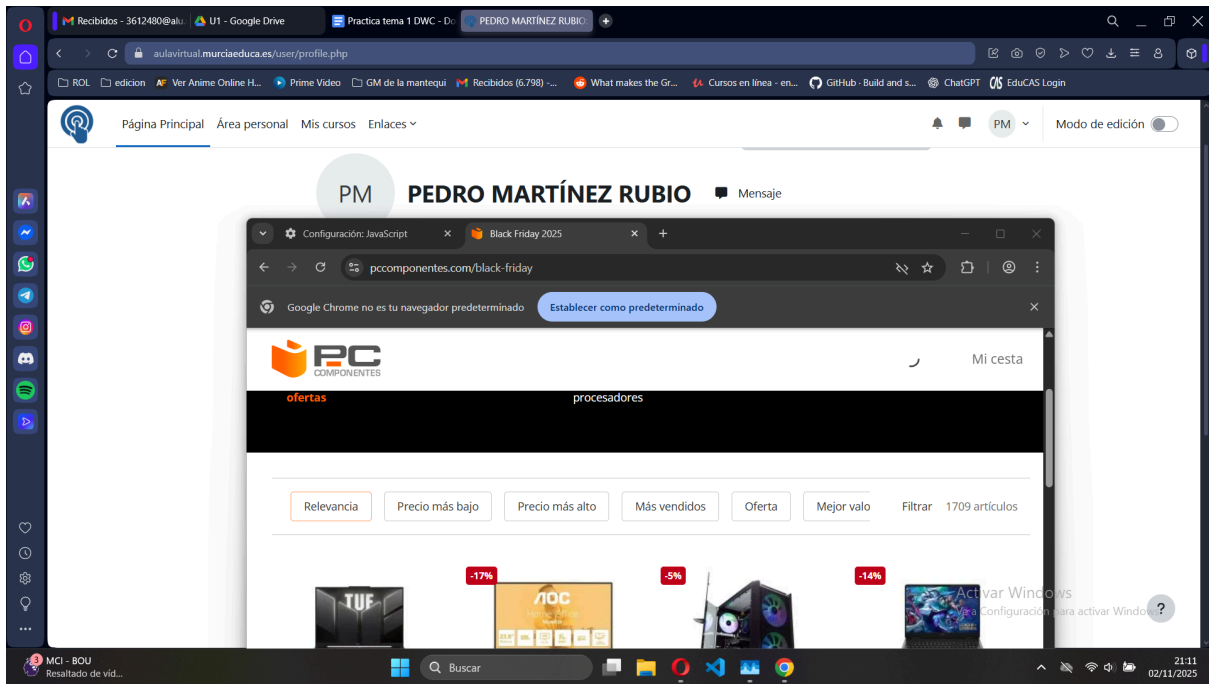 Recibidos - 3612480@alu.
U1 - Google Drive
Practica tema 1 DWC - Do
PEDRO MARTÍNEZ RUBIO:
aulavirtual.murciaeduca.es/user/profile.php
ROL
edicion
AF Ver Anime Online H...
Prime Video
GM de la mantequi
Recibidos (6.798) -...
What makes the Gr...
Cursos en línea - en...
GitHub · Build and s...
ChatGPT
CAS EduCAS Login
Página Principal
Área personal
Mis cursos
Enlaces
PM
Modo de edición
PM
PEDRO MARTÍNEZ RUBIO
Mensaje
Configuración: JavaScript
Black Friday 2025
pccomponentes.com/black-friday
Google Chrome no es tu navegador predeterminado
Establecer como predeterminado
PC
COMPONENTES
Mi cesta
ofertas
procesadores
Relevancia
Precio más bajo
Precio más alto
Más vendidos
Oferta
Mejor valo
Filtrar
1709 artículos
-17%
-5%
-14%
TUF
AOC
Activar Windows
Ve a Configuración para activar Windo
?
3
MCI - BOU
Resaltado de víd...
Buscar
21:11
02/11/2025